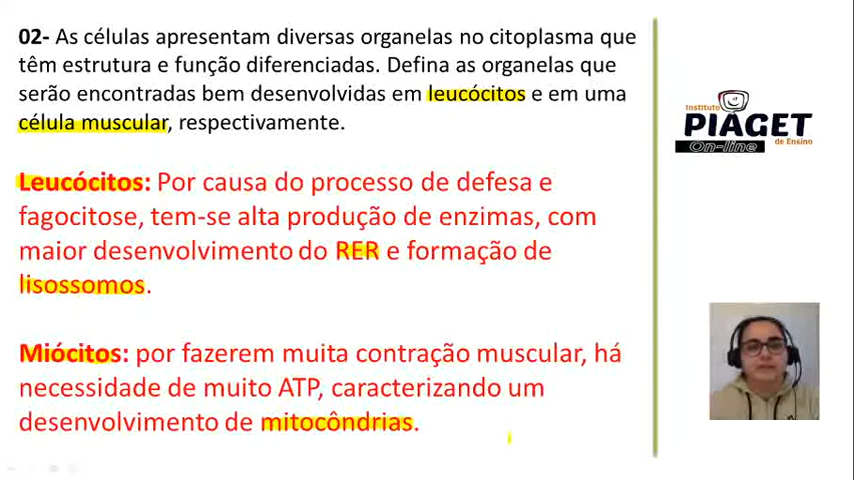 02- As células apresentam diversas organelas no citoplasma que
têm estrutura e função diferenciadas. Defina as organelas que
serão encontradas bem desenvolvidas em leucócitos e em uma
célula muscular, respectivamente.
Leucócitos: Por causa do processo de defesa e
fagocitose, tem-se alta produção de enzimas, com
maior desenvolvimento do RER e formação de
lisossomos.
Miócitos: por fazerem muita contração muscular, há
necessidade de muito ATP, caracterizando um
desenvolvimento de mitocôndrias.
Instituto
PIAGET
On-line de Ensino